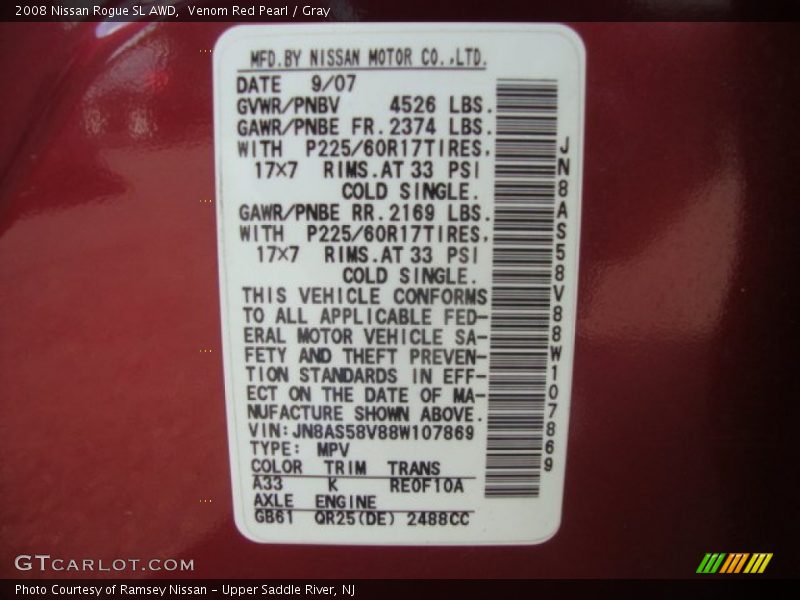 2008 Nissan Rogue SL AWD,  Venom Red Pearl / Gray
MFD.BY NISSAN MOTOR CO.,LTD.
DATE 9/07
GVWR/PNBV 4526 LBS.
GAWR/PNBE FR.2374 LBS.
WITH P225/60R17TIRES,
17×7 RIMS.AT 33 PSI
COLD SINGLE.
GAWR/PNBE RR.2169 LBS.
WITH P225/60R17TIRES,
17×7 RIMS.AT 33 PSI
COLD SINGLE.
THIS VEHICLE CONFORMS
TO ALL APPLICABLE FED-
ERAL MOTOR VEHICLE SA-
FETY AND THEFT PREVEN-
TION STANDARDS IN EFF-
ECT ON THE DATE OF MA-
NUFACTURE SHOWN ABOVE.
VIN:JN8AS58V88W107869
TYPE: MPV
COLOR TRIM TRANS
A33 K RE0F10A
AXLE ENGINE
GB61 QR25(DE) 2488CC
JN8AS58V88W107869
GTCARLOT.COM
Photo Courtesy of Ramsey Nissan - Upper Saddle River, NJ